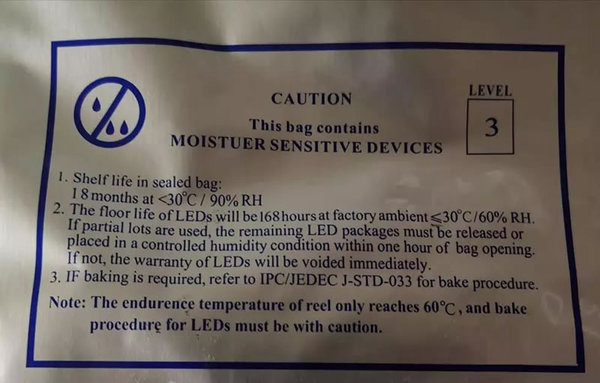 LEVEL
3
CAUTION
This bag contains
MOISTUER SENSITIVE DEVICES
1. Shelf life in sealed bag:
18 months at <30℃ / 90% RH
2. The floor life of LEDs will be 168 hours at factory ambient ≤30℃/60% RH.
If partial lots are used, the remaining LED packages must be released or
placed in a controlled humidity condition within one hour of bag opening.
If not, the warranty of LEDs will be voided immediately.
3. IF baking is required, refer to IPC/JEDEC J-STD-033 for bake procedure.
Note: The endurence temperature of reel only reaches 60℃, and bake
procedure for LEDs must be with caution.